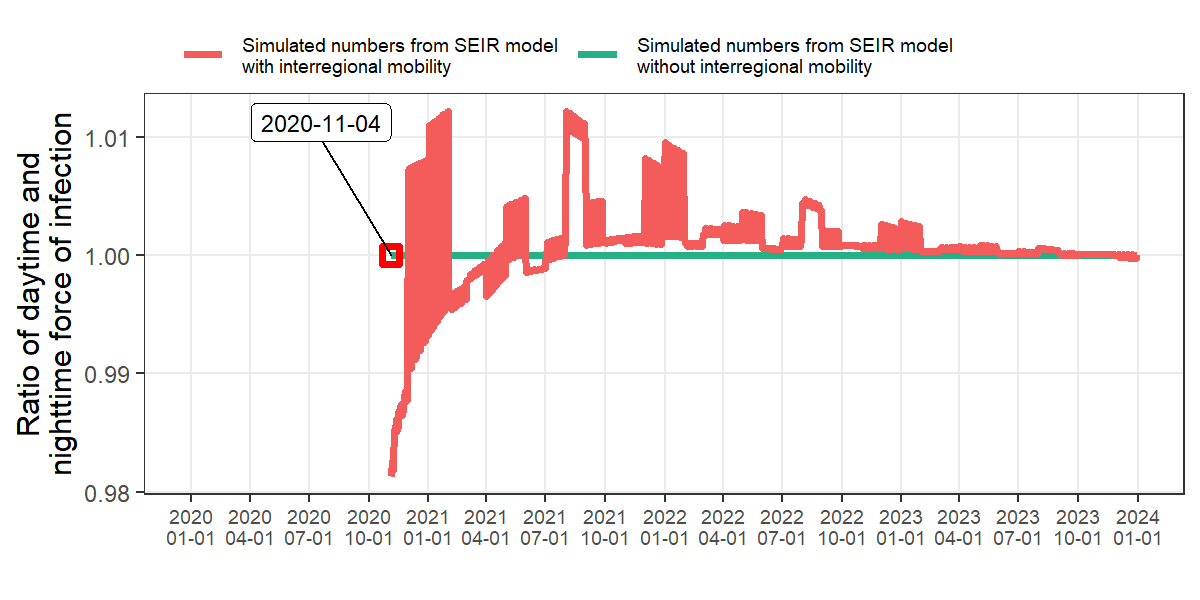 Simulated numbers from SEIR model
with interregional mobility
Simulated numbers from SEIR model
without interregional mobility
2020-11-04
Ratio of daytime and
nighttime force of infection
1.01
1.00
0.99
0.98
2020 2020 2020 2020 2021 2021 2021 2021 2022 2022 2022 2022 2023 2023 2023 2023 2024
01-01 04-01 07-01 10-01 01-01 04-01 07-01 10-01 01-01 04-01 07-01 10-01 01-01 04-01 07-01 10-01 01-01